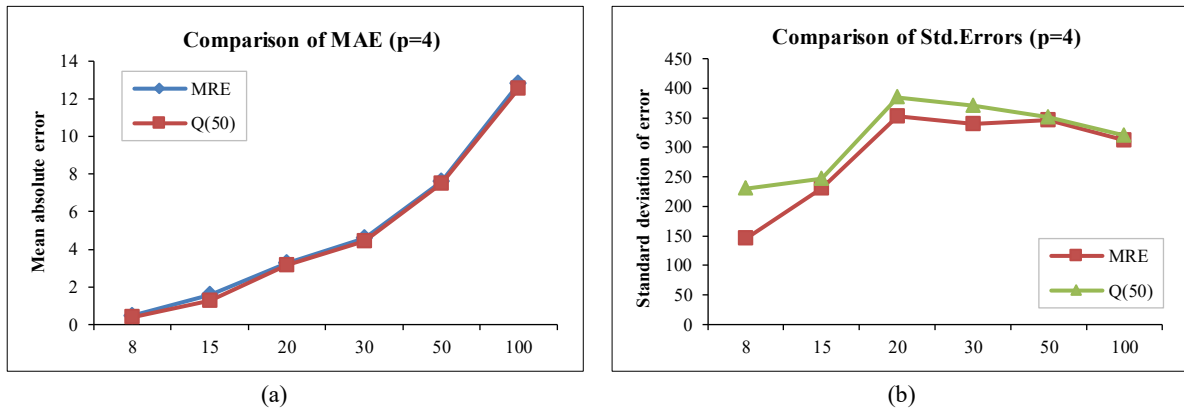 Comparison of MAE (p=4)
Mean absolute error
14
12
10
8
6
4
2
0
MRE
Q(50)
8 15 20 30 50 100
(a)
Comparison of Std.Errors (p=4)
Standard deviation of error
450
400
350
300
250
200
150
100
50
0
MRE
Q(50)
8 15 20 30 50 100
(b)